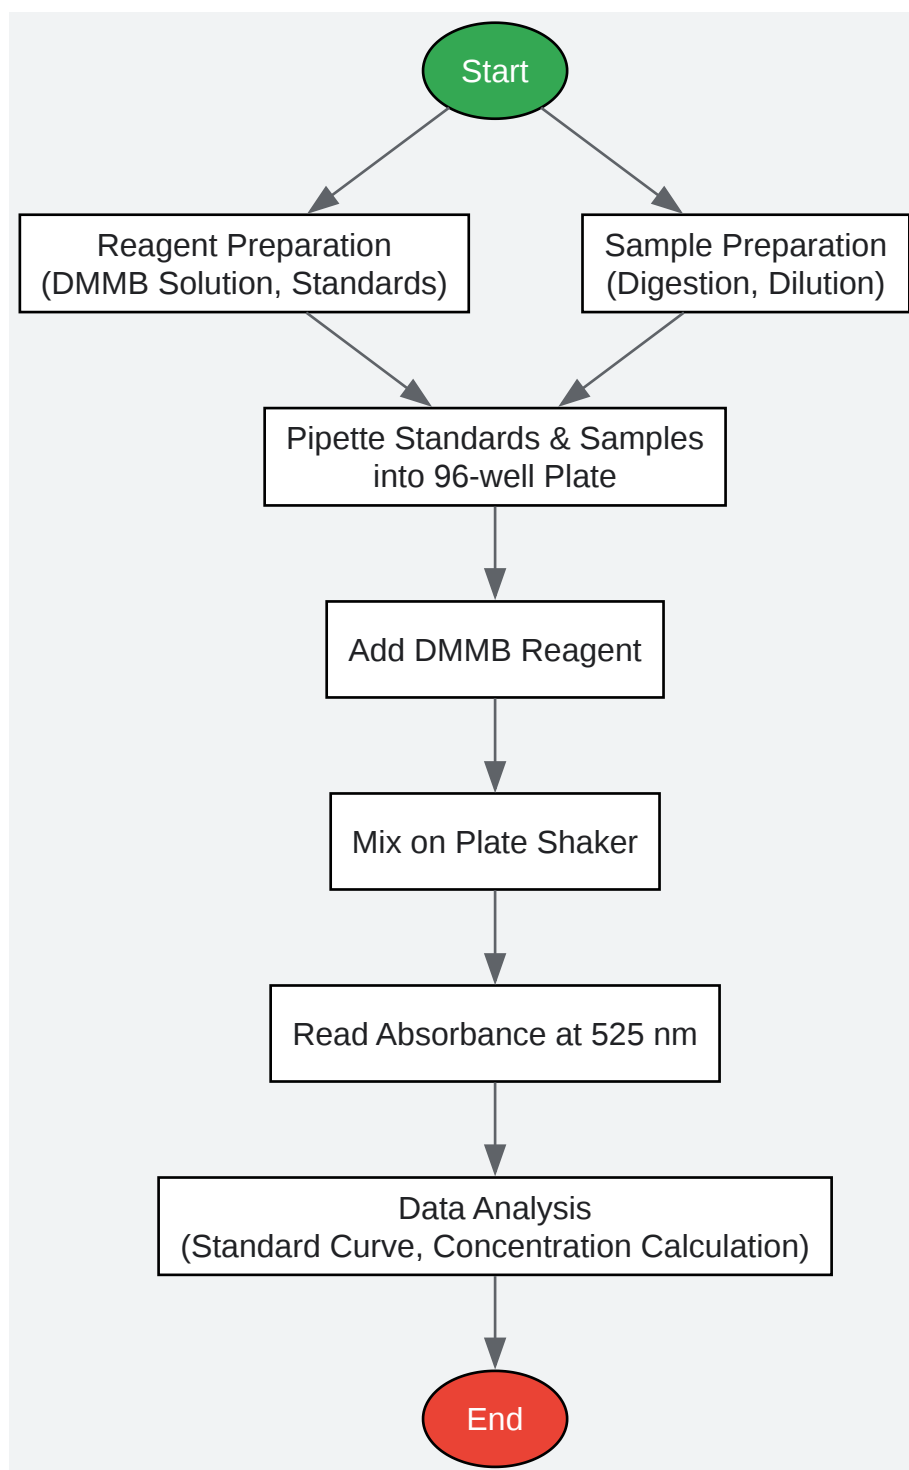 Start
Reagent Preparation
(DMMB Solution, Standards)
Sample Preparation
(Digestion, Dilution)
Pipette Standards & Samples
into 96-well Plate
Add DMMB Reagent
Mix on Plate Shaker
Read Absorbance at 525 nm
Data Analysis
(Standard Curve, Concentration Calculation)
End